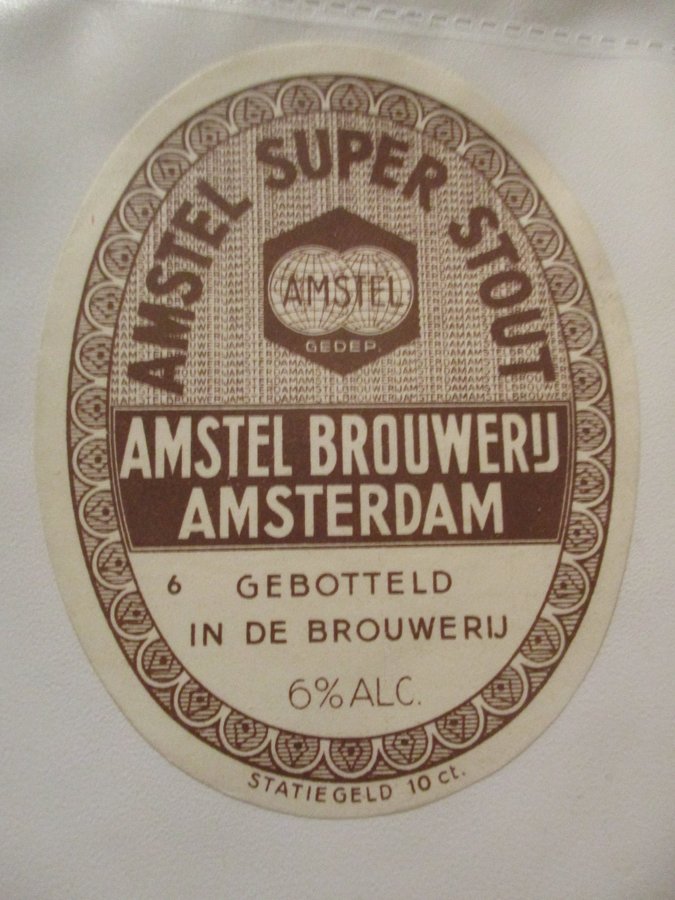 AMSTEL SUPER STOUT
AMSTEL
GEDEP
AMSTEL BROUWERIJ
AMSTERDAM
6 GEBOTTELD
IN DE BROUWERIJ
6% ALC.
STATIEGELD 10 ct.